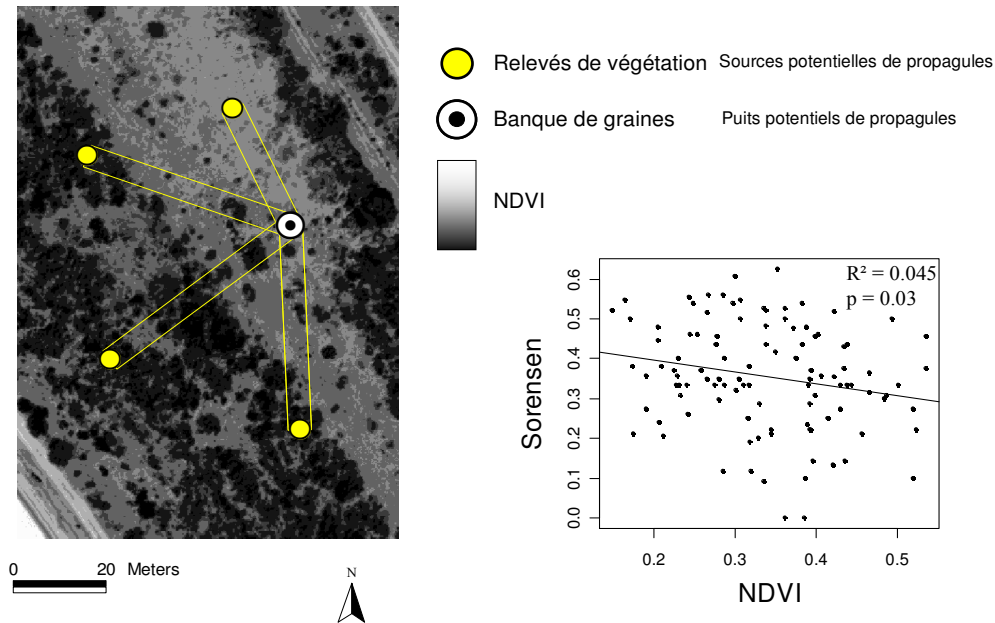 Relevés de végétation Sources potentielles de propagules
Banque de graines Puits potentiels de propagules
NDVI
R² = 0.045
p = 0.03
Sorensen
0.6
0.5
0.4
0.3
0.2
0.1
0.0
0.2 0.3 0.4 0.5
NDVI
0 20 Meters
N